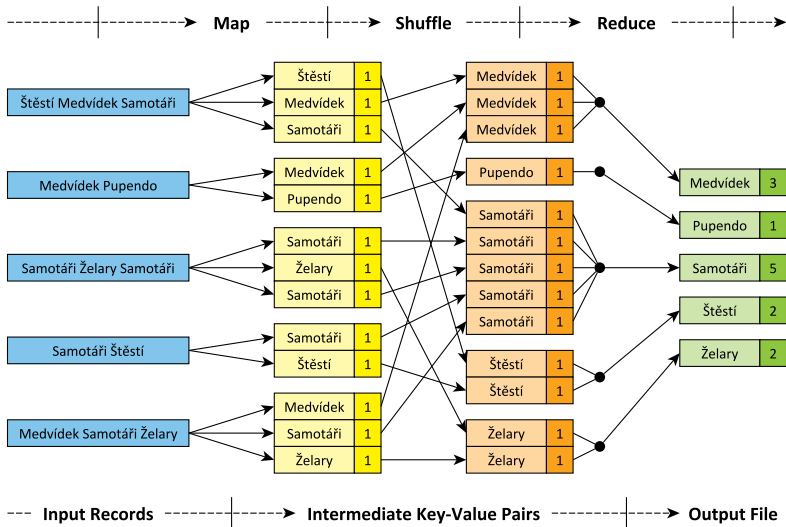 Map Shuffle Reduce
Štěstí Medvídek Samotáři
Medvídek Pupendo
Samotáři Želary Samotáři
Samotáři Štěstí
Medvídek Samotáři Želary
Štěstí 1
Medvídek 1
Samotáři 1
Medvídek 1
Pupendo 1
Samotáři 1
Želary 1
Samotáři 1
Samotáři 1
Štěstí 1
Medvídek 1
Samotáři 1
Želary 1
Medvídek 1
Medvídek 1
Medvídek 1
Pupendo 1
Samotáři 1
Samotáři 1
Samotáři 1
Samotáři 1
Samotáři 1
Štěstí 1
Štěstí 1
Želary 1
Želary 1
Medvídek 3
Pupendo 1
Samotáři 5
Štěstí 2
Želary 2
Input Records Intermediate Key-Value Pairs Output File